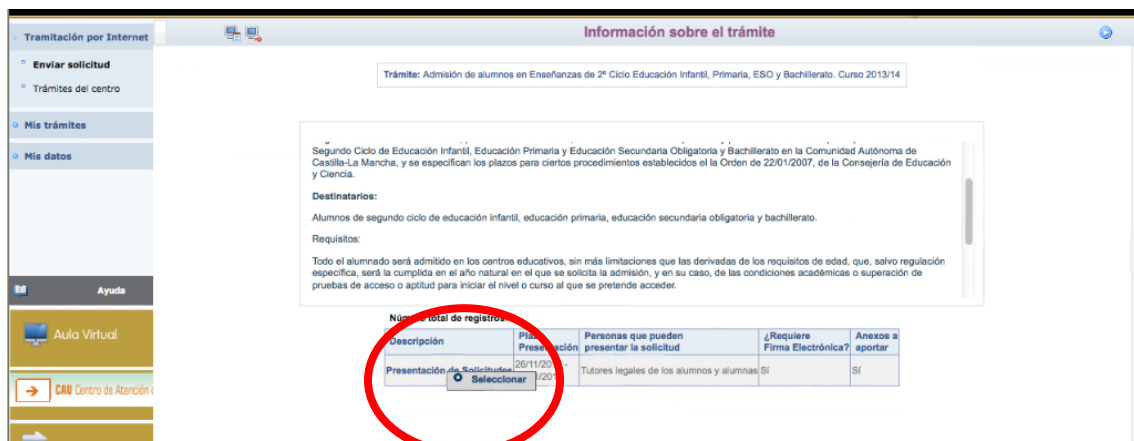 Tramitación por Internet
Información sobre el trámite
Enviar solicitud
Trámites del centro
Mis trámites
Mis datos
Ayuda
Aula Virtual
CAU Centro de Atención
Trámite: Admisión de alumnos en Enseñanzas de 2º Ciclo Educación Infantil, Primaria, ESO y Bachillerato. Curso 2013/14
Segundo Ciclo de Educación Infantil, Educación Primaria y Educación Secundaria Obligatoria y Bachillerato en la Comunidad Autónoma de
Castilla-La Mancha, y se especifican los plazos para ciertos procedimientos establecidos el la Orden de 22/01/2007, de la Consejería de Educación
y Ciencia.
Destinatarios:
Alumnos de segundo ciclo de educación infantil, educación primaria, educación secundaria obligatoria y bachillerato.
Requisitos:
Todo el alumnado será admitido en los centros educativos, sin más limitaciones que las derivadas de los requisitos de edad, que, salvo regulación
específica, será la cumplida en el año natural en el que se solicita la admisión, y en su caso, de las condiciones académicas o superación de
pruebas de acceso o aptitud para iniciar el nivel o curso al que se pretende acceder.
Número total de registros
Descripción
Presentación
Personas que pueden
presentar la solicitud
¿Requiere
Firma Electrónica?
Anexos a
aportar
Presentación de Solicitudes
26/11/20
Tutores legales de los alumnos y alumnas
Sí
Sí
Seleccionar